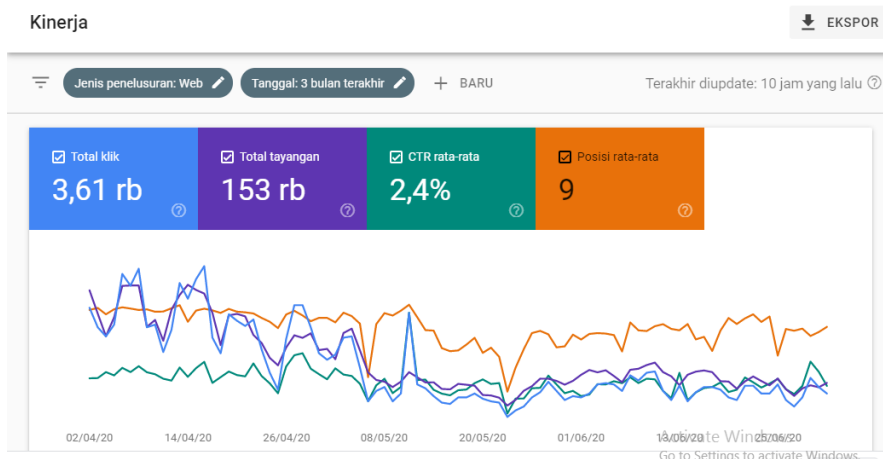 Kinerja
EKSPOR
Jenis penelusuran: Web
Tanggal: 3 bulan terakhir
+ BARU
Terakhir diupdate: 10 jam yang lalu
Total klik
3,61 rb
Total tayangan
153 rb
CTR rata-rata
2,4%
Posisi rata-rata
9
02/04/20 14/04/20 26/04/20 08/05/20 20/05/20 01/06/20 13/06/20 25/06/20
Activate Windows
Go to Settings to activate Windows.